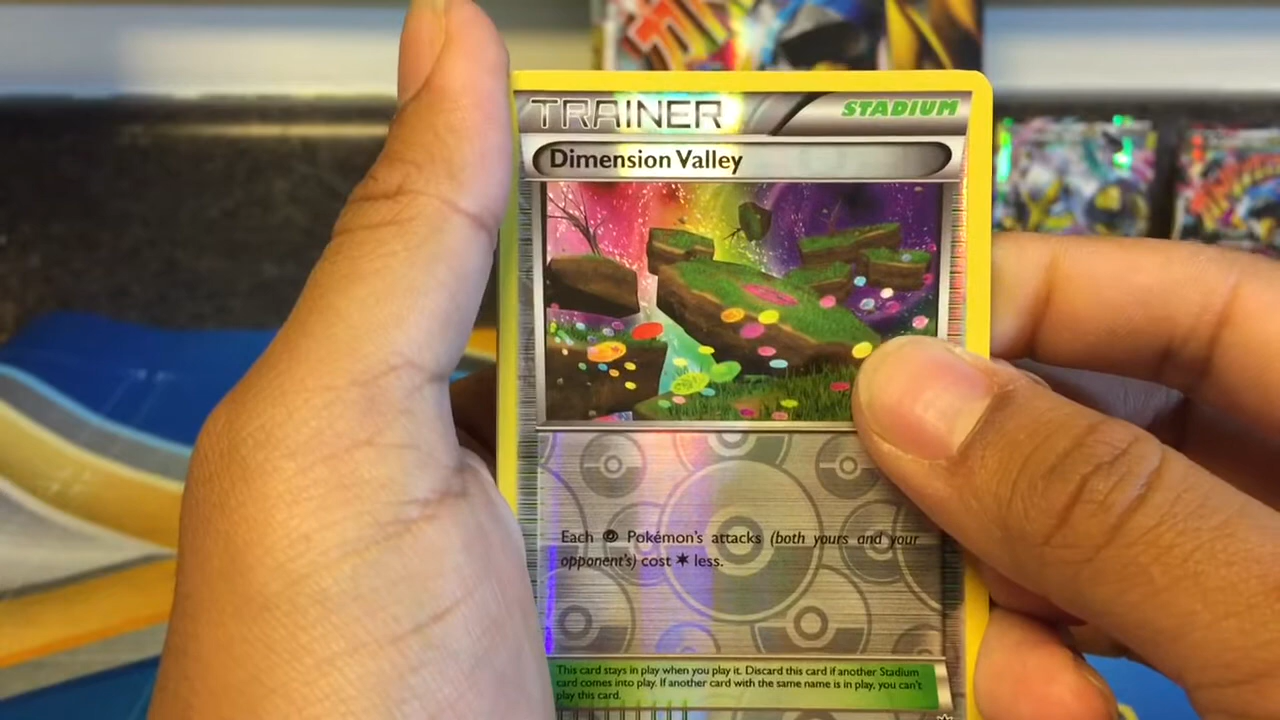 TRAINER
STADIUM
Dimension Valley
Each Pokémon's attacks (both yours and your
opponent's) cost less.
This card stays in play when you play it. Discard this card if another Stadium
card comes into play. If another card with the same name is in play, you can't
play this card.